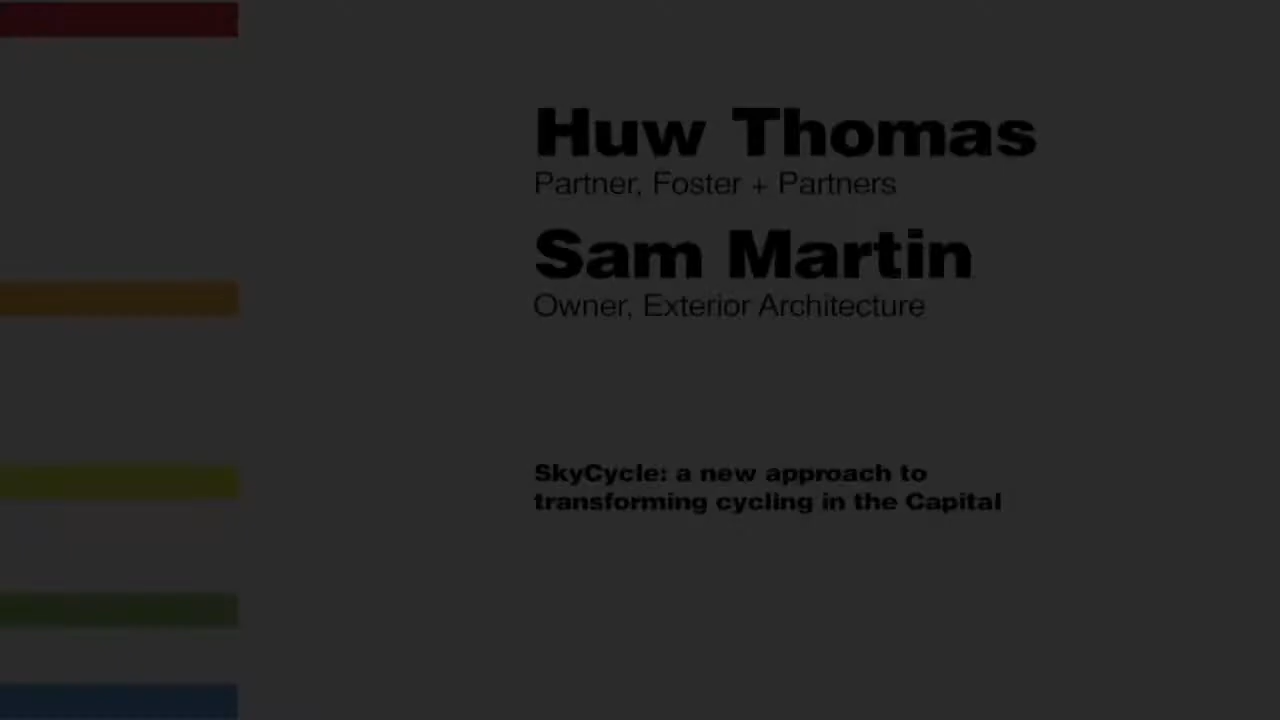 Huw Thomas
Partner, Foster + Partners
Sam Martin
Owner, Exterior Architecture
SkyCycle: a new approach to
transforming cycling in the Capital